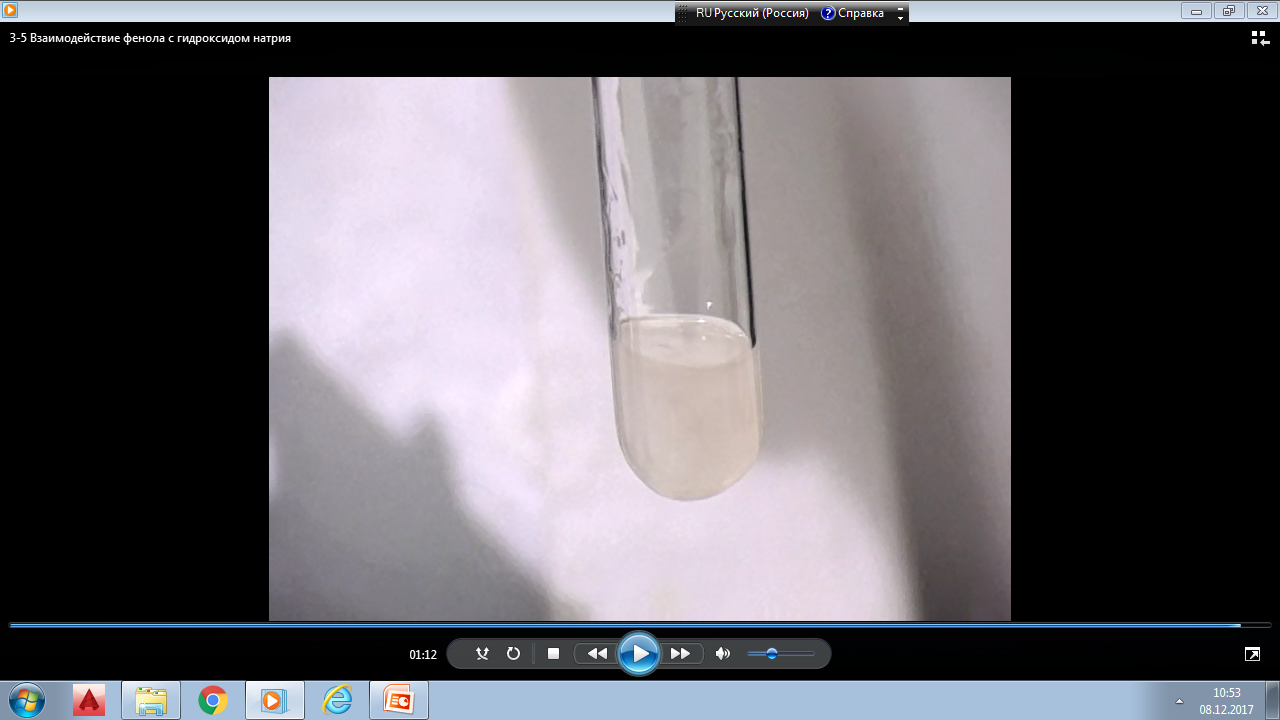 RU Русский (Россия) Справка
3-5 Взаимодействие фенола с гидроксидом натрия
01:12
10:53
08.12.2017